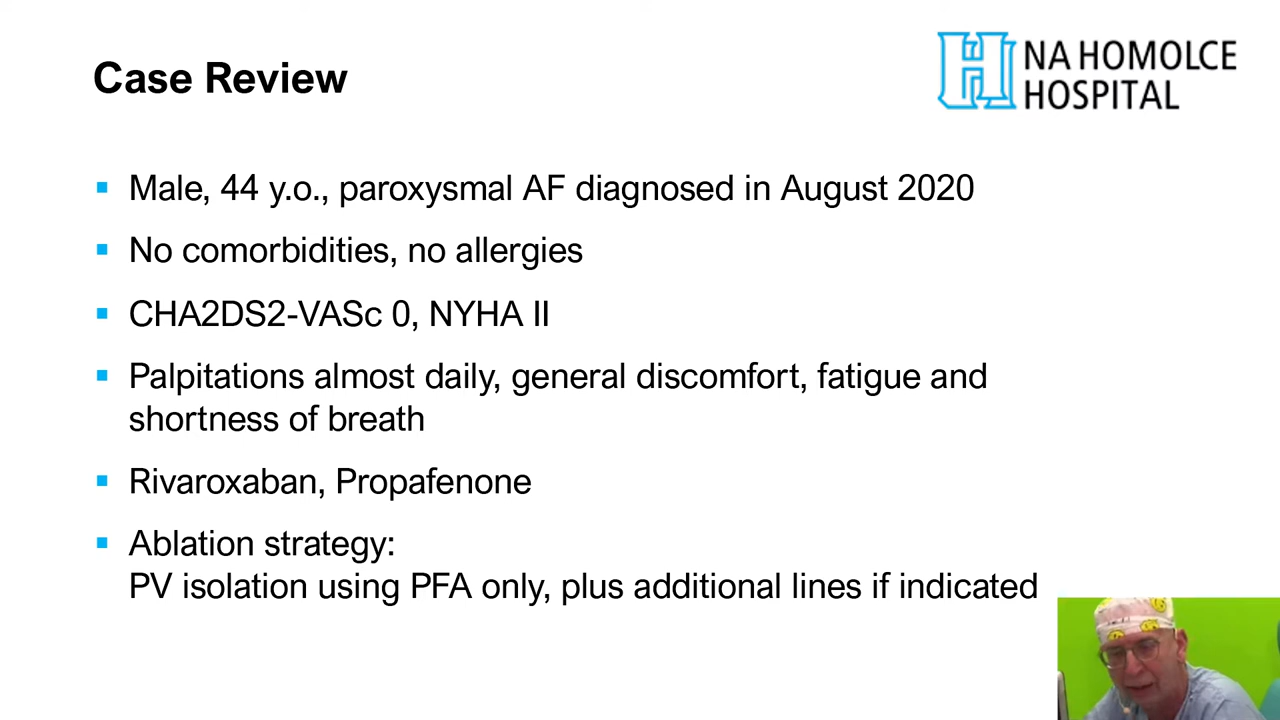 Case Review
NA HOMOLCE
HOSPITAL
Male, 44 y.o., paroxysmal AF diagnosed in August 2020
No comorbidities, no allergies
CHA2DS2-VASc 0, NYHA II
Palpitations almost daily, general discomfort, fatigue and
shortness of breath
Rivaroxaban, Propafenone
Ablation strategy:
PV isolation using PFA only, plus additional lines if indicated